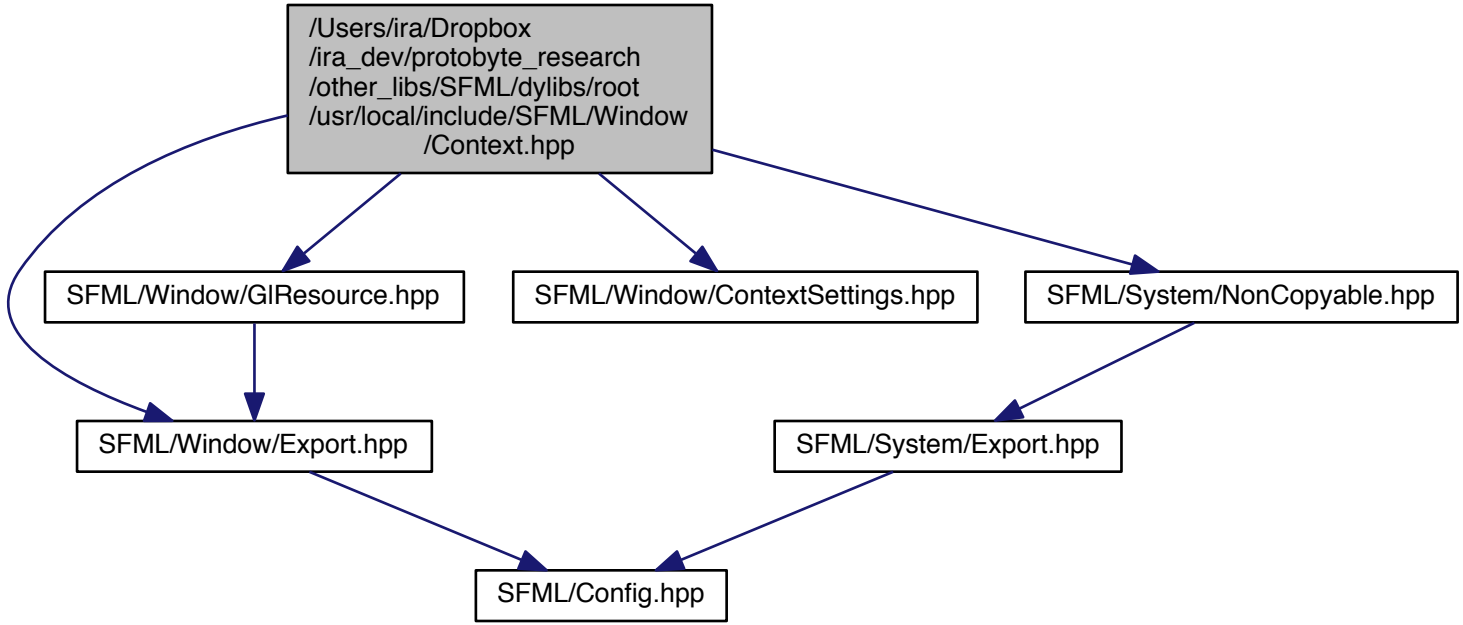 /Users/ira/Dropbox
/ira_dev/protobyte_research
/other_libs/SFML/dylibs/root
/usr/local/include/SFML/Window
/Context.hpp
SFML/Window/GlResource.hpp
SFML/Window/ContextSettings.hpp
SFML/System/NonCopyable.hpp
SFML/Window/Export.hpp
SFML/System/Export.hpp
SFML/Config.hpp